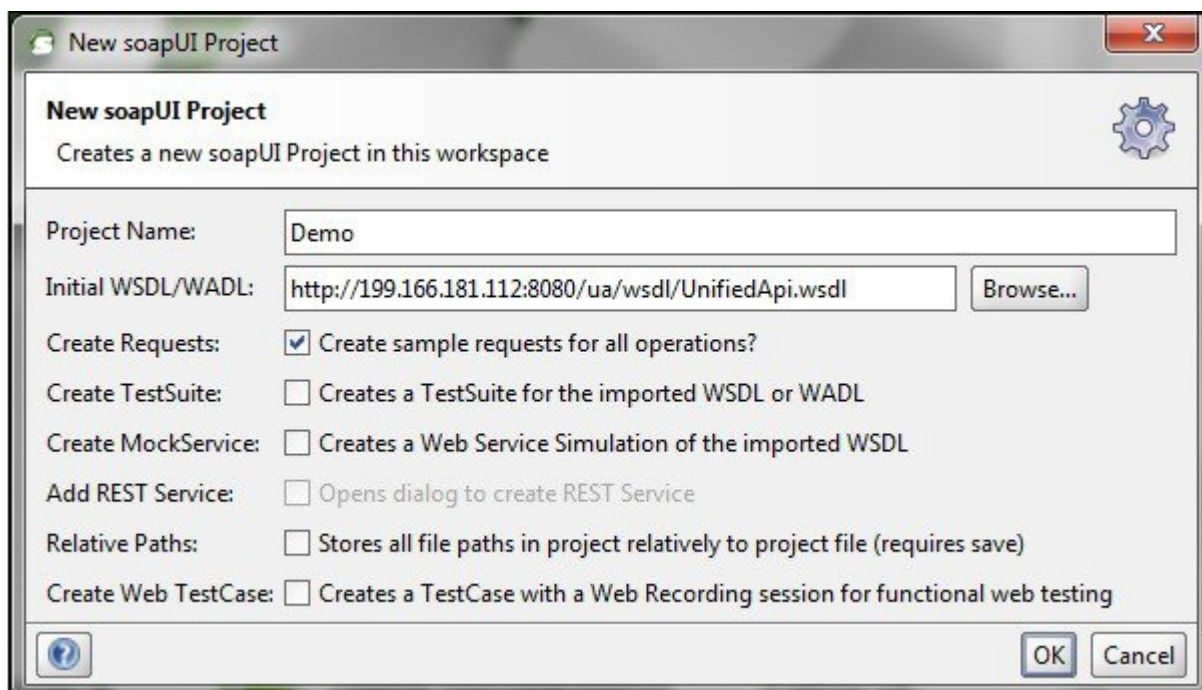 New soapUI Project
New soapUI Project
Creates a new soapUI Project in this workspace
Project Name: Demo
Initial WSDL/WADL: http://199.166.181.112:8080/ua/wsdl/UnifiedApi.wsdl Browse...
Create Requests: Create sample requests for all operations?
Create TestSuite: Creates a TestSuite for the imported WSDL or WADL
Create MockService: Creates a Web Service Simulation of the imported WSDL
Add REST Service: Opens dialog to create REST Service
Relative Paths: Stores all file paths in project relatively to project file (requires save)
Create Web TestCase: Creates a TestCase with a Web Recording session for functional web testing
OK Cancel